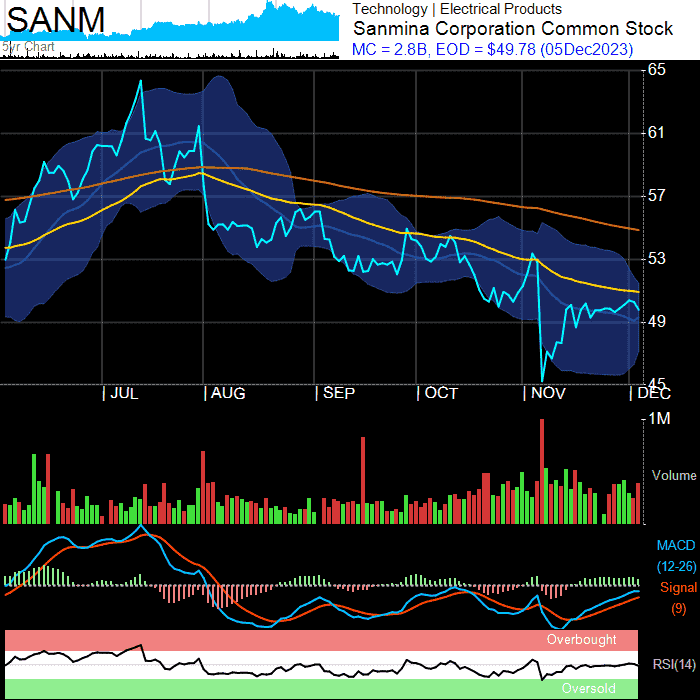 SANM
5yr Chart
Technology | Electrical Products
Sanmina Corporation Common Stock
MC = 2.8B, EOD = $49.78 (05Dec2023)
65
61
57
53
49
45
JUL
AUG
SEP
OCT
NOV
DEC
1M
Volume
MACD
(12-26)
Signal
(9)
Overbought
RSI(14)
Oversold